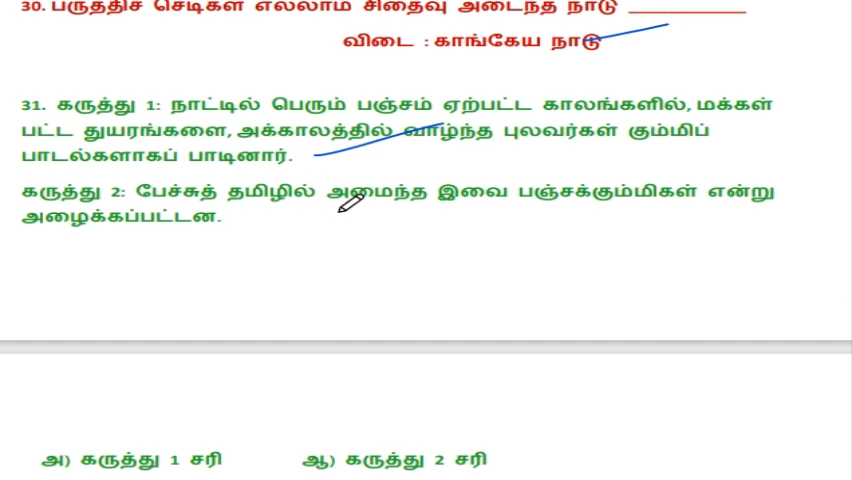 30. பருத்திச் செடிகள் எல்லாம் சிதைவு அடைந்த நாடு ______________
விடை : காங்கேய நாடு
31. கருத்து 1: நாட்டில் பெரும் பஞ்சம் ஏற்பட்ட காலங்களில், மக்கள்
பட்ட துயரங்களை, அக்காலத்தில் வாழ்ந்த புலவர்கள் கும்மிப்
பாடல்களாகப் பாடினார்.
கருத்து 2: பேச்சுத் தமிழில் அமைந்த இவை பஞ்சக்கும்மிகள் என்று
அழைக்கப்பட்டன.
அ) கருத்து 1 சரி ஆ) கருத்து 2 சரி